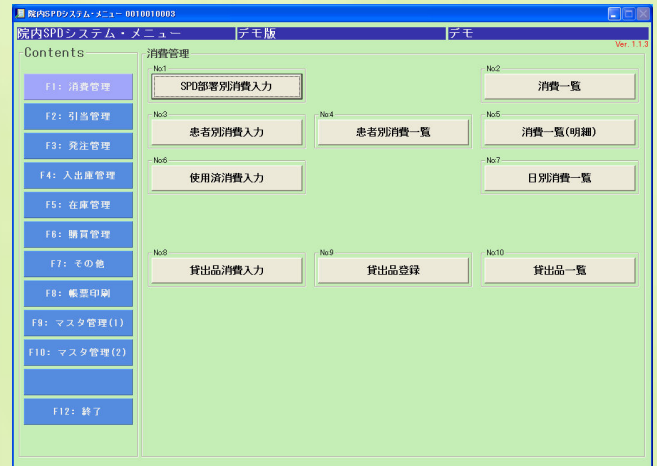 院内SPDシステム・メニュー 0010010003
院内SPDシステム・メニュー デモ版 デモ
Ver. 1.1.3
Contents
F1: 消費管理
F2: 引当管理
F3: 発注管理
F4: 入出庫管理
F5: 在庫管理
F6: 購買管理
F7: その他
F8: 帳票印刷
F9: マスタ管理(1)
F10: マスタ管理(2)
F12: 終了
消費管理
No.1
SPD部署別消費入力
No.2
消費一覧
No.3
患者別消費入力
No.4
患者別消費一覧
No.5
消費一覧(明細)
No.6
使用済消費入力
No.7
日別消費一覧
No.8
貸出品消費入力
No.9
貸出品登録
No.10
貸出品一覧